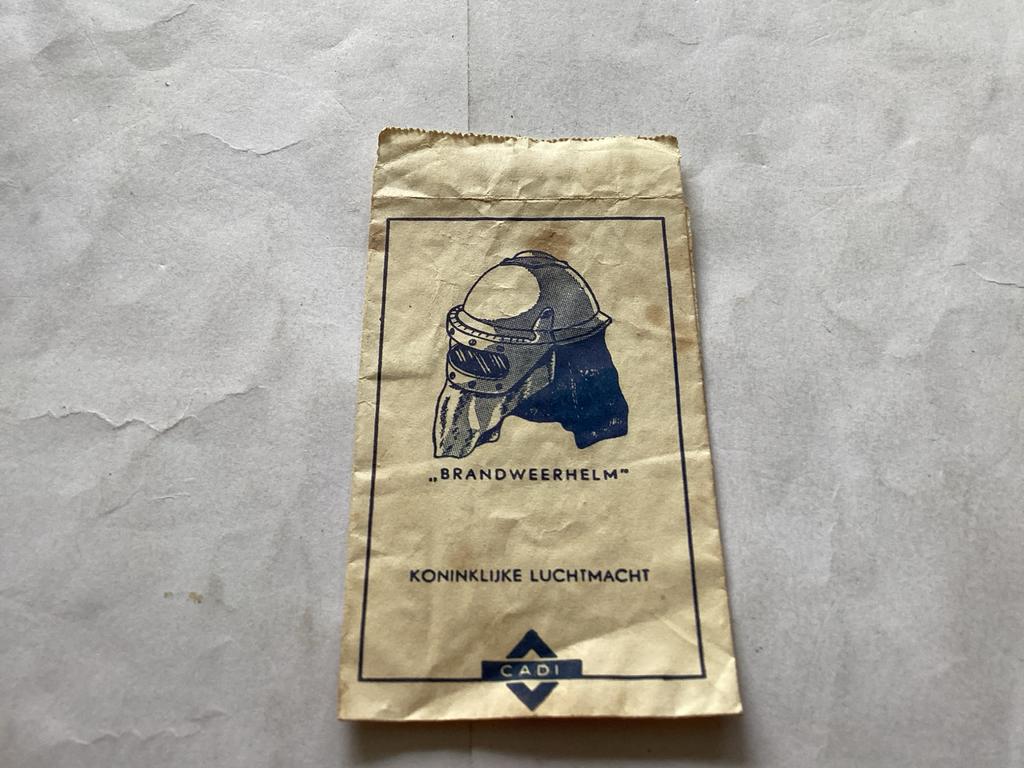 „BRANDWEERHELM”
KONINKLIJKE LUCHTMACHT
CADI